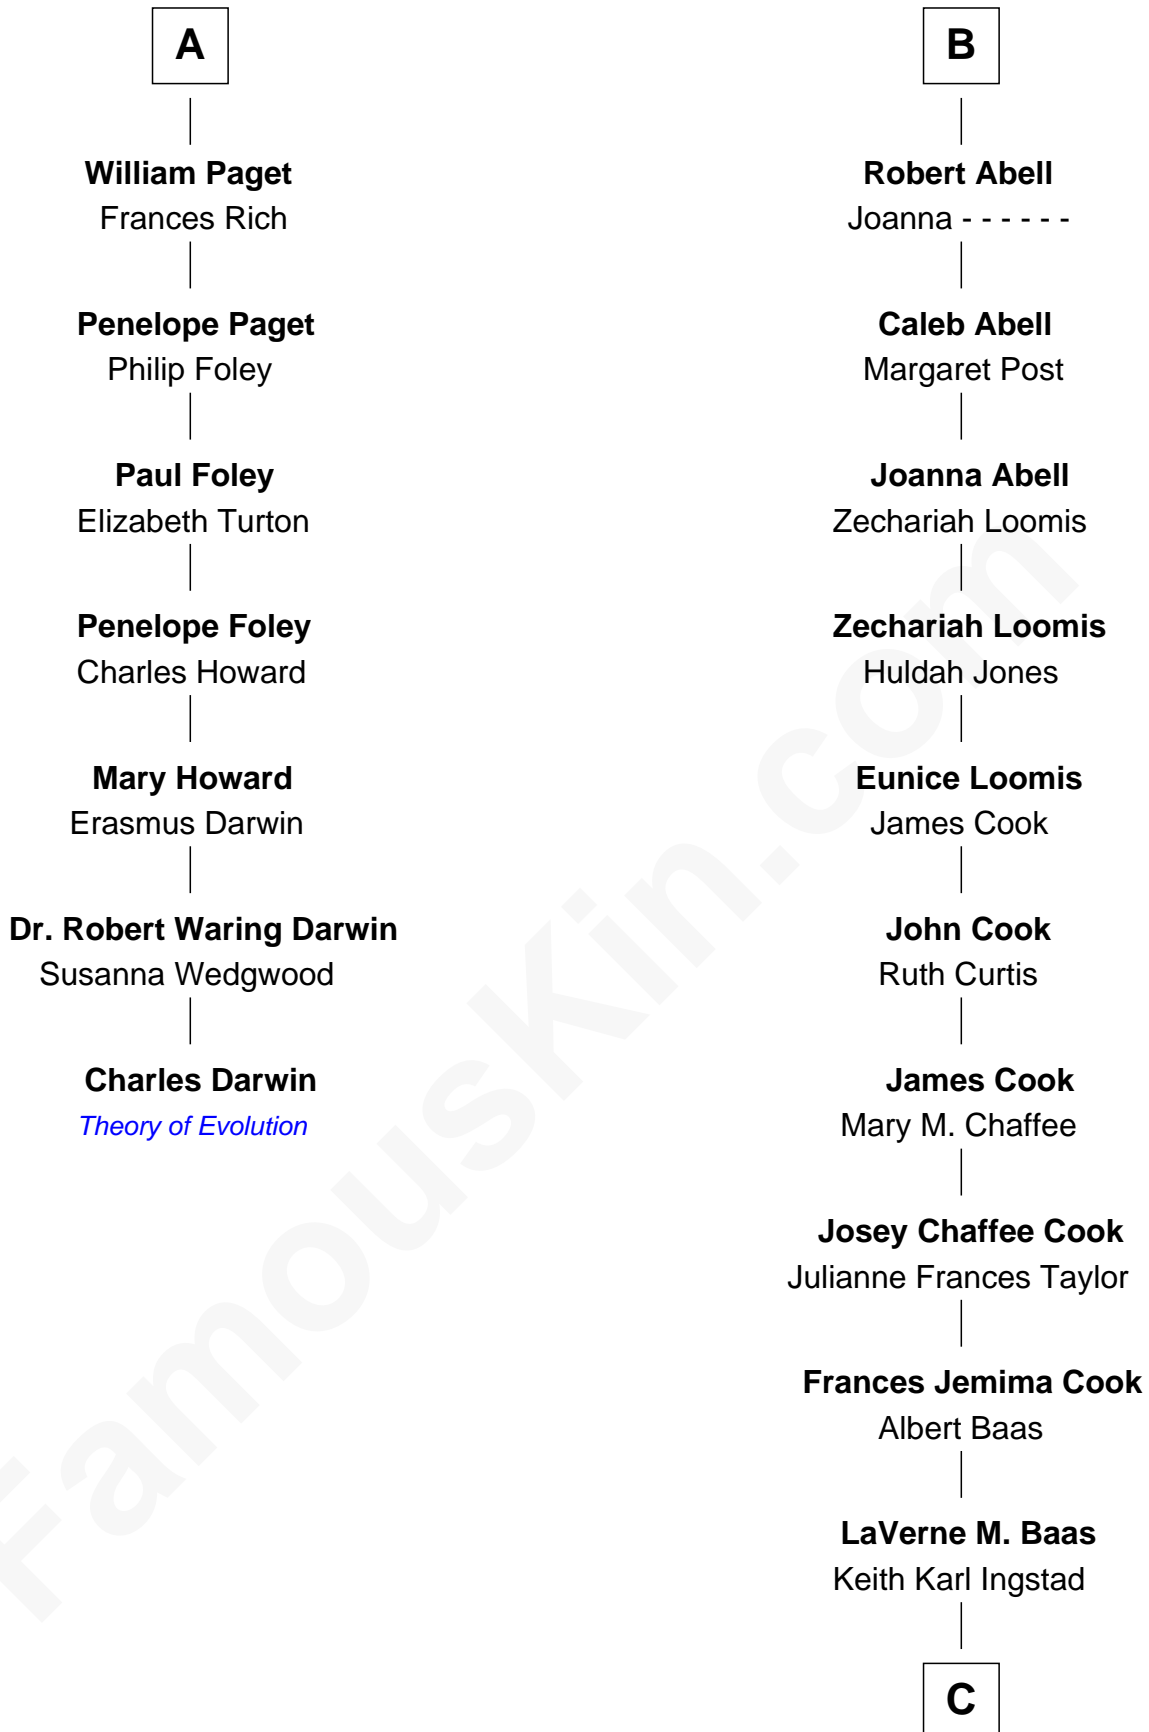 A
William Paget
Frances Rich
Penelope Paget
Philip Foley
Paul Foley
Elizabeth Turton
Penelope Foley
Charles Howard
Mary Howard
Erasmus Darwin
Dr. Robert Waring Darwin
Susanna Wedgwood
Charles Darwin
Theory of Evolution
B
Robert Abell
Joanna - - - - - -
Caleb Abell
Margaret Post
Joanna Abell
Zechariah Loomis
Zechariah Loomis
Huldah Jones
Eunice Loomis
James Cook
John Cook
Ruth Curtis
James Cook
Mary M. Chaffee
Josey Chaffee Cook
Julianne Frances Taylor
Frances Jemima Cook
Albert Baas
LaVerne M. Baas
Keith Karl Ingstad
C
FamousKin.com